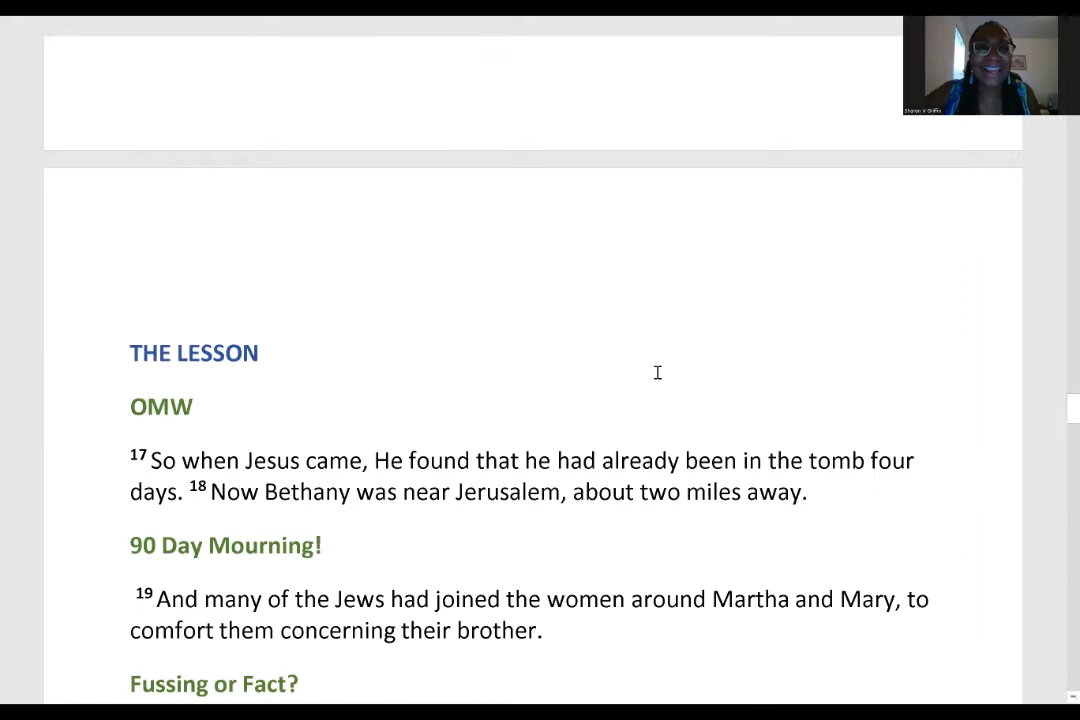 Sharon V Griffin
THE LESSON
OMW
17 So when Jesus came, He found that he had already been in the tomb four
days. 18 Now Bethany was near Jerusalem, about two miles away.
90 Day Mourning!
19 And many of the Jews had joined the women around Martha and Mary, to
comfort them concerning their brother.
Fussing or Fact?